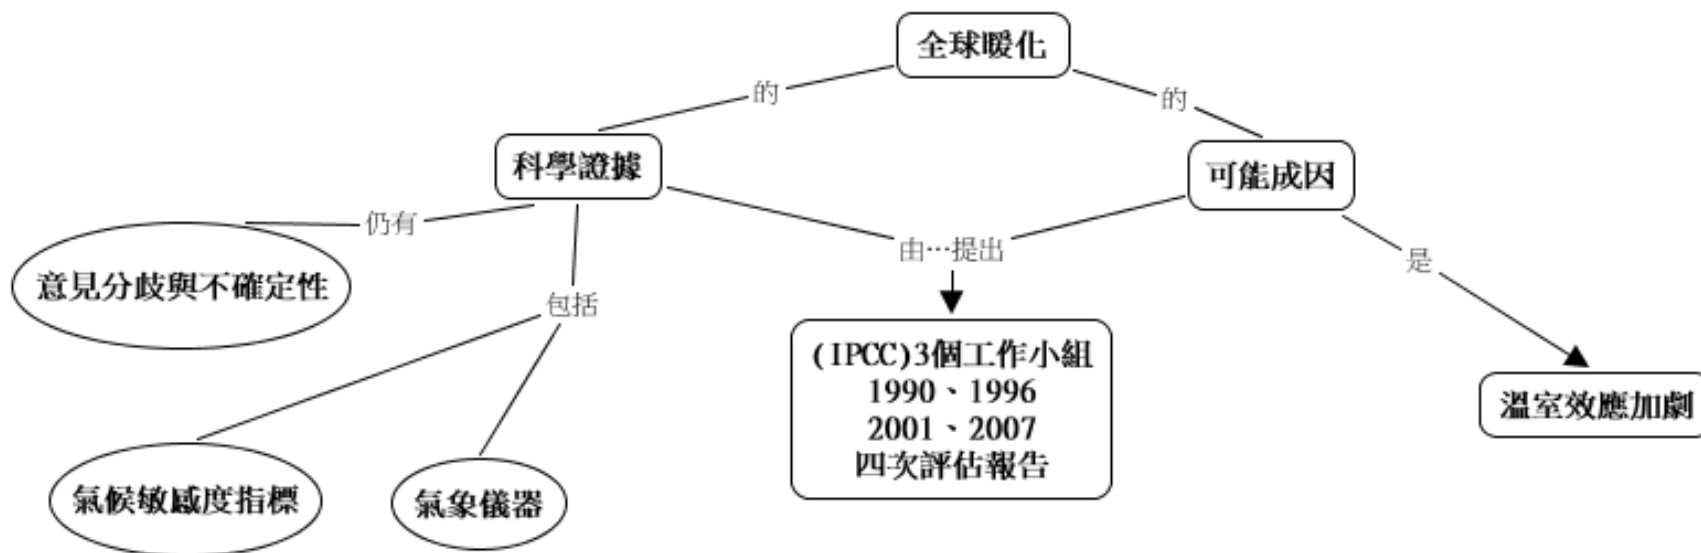 全球暖化
的
的
科學證據
可能成因
仍有
由…提出
是
意見分歧與不確定性
包括
(IPCC)3個工作小組
1990、1996
2001、2007
四次評估報告
溫室效應加劇
氣候敏感度指標
氣象儀器